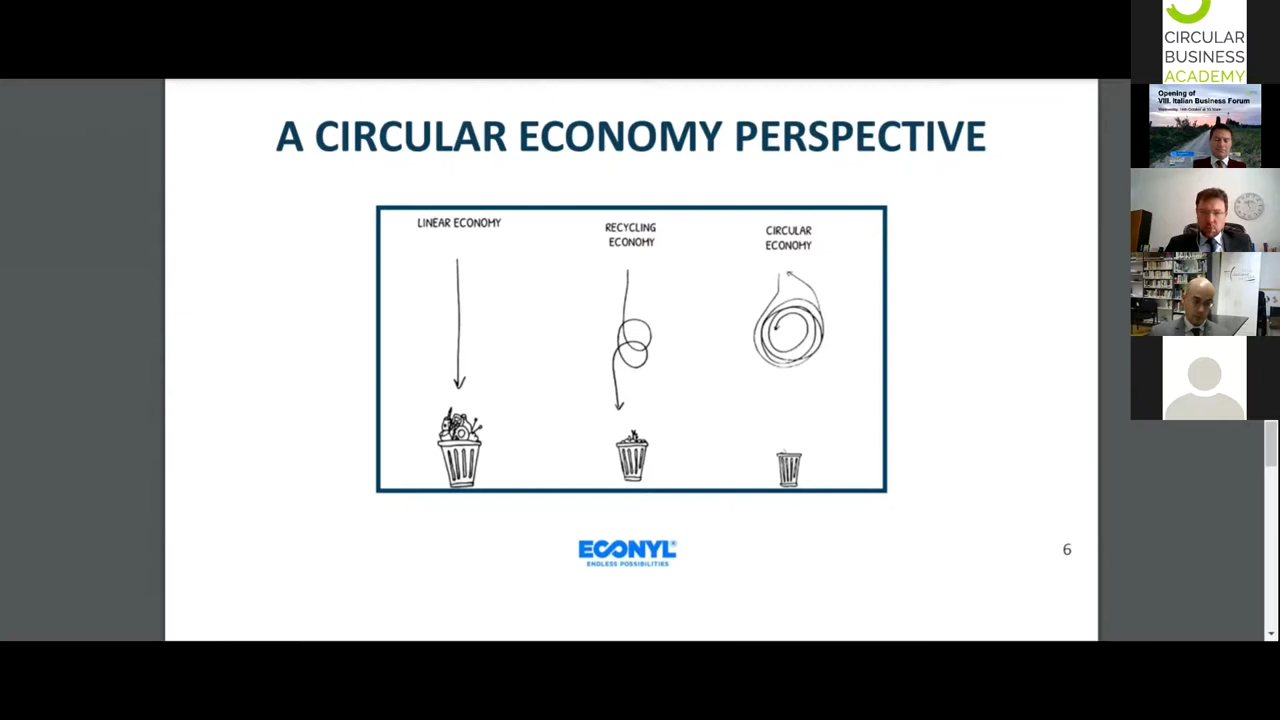 A CIRCULAR ECONOMY PERSPECTIVE
LINEAR ECONOMY
RECYCLING
ECONOMY
CIRCULAR
ECONOMY
ECONYL®
ENDLESS POSSIBILITIES
6
CIRCULAR
BUSINESS
ACADEMY
Opening of
VIII. Italian Business Forum